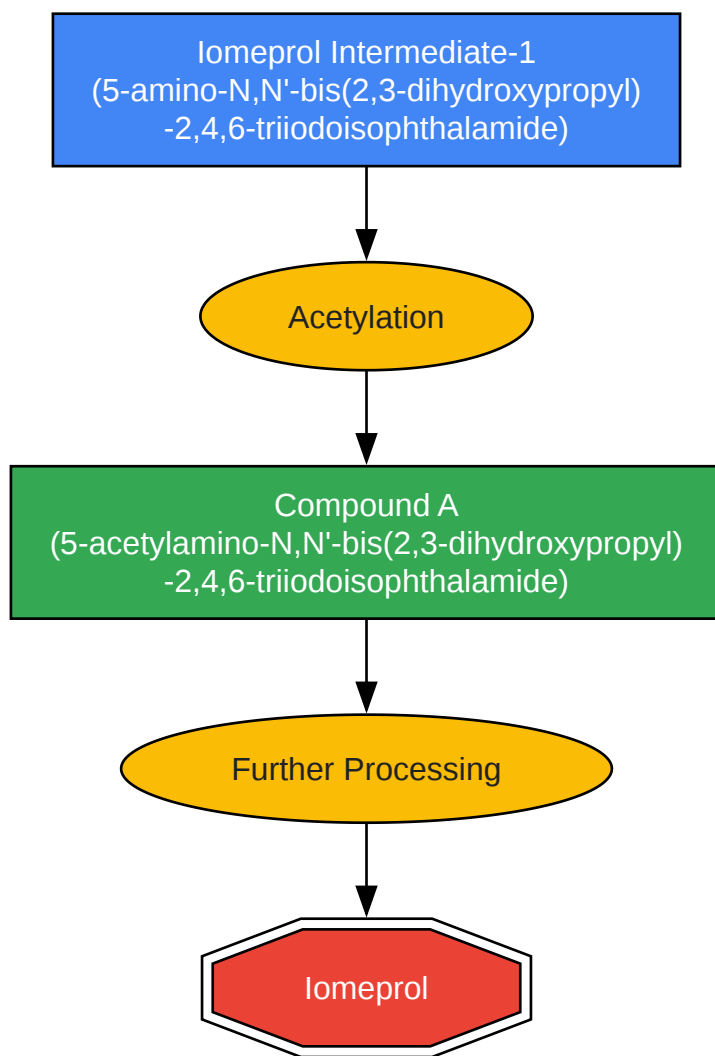 Iomeprol Intermediate-1
(5-amino-N,N'-bis(2,3-dihydroxypropyl)
-2,4,6-triiodoisophthalamide)
Acetylation
Compound A
(5-acetylamino-N,N'-bis(2,3-dihydroxypropyl)
-2,4,6-triiodoisophthalamide)
Further Processing
Iomeprol